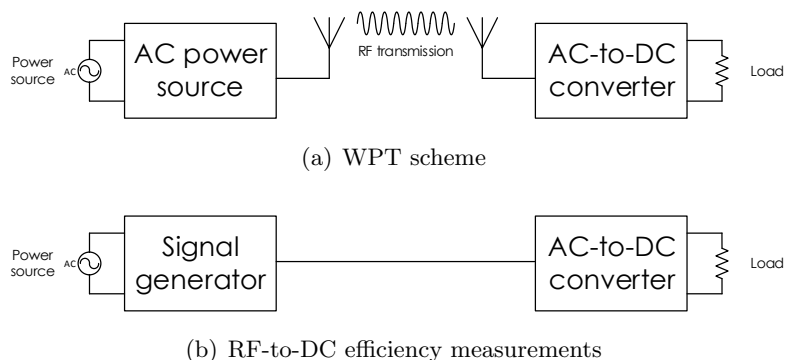 Power
source
AC
AC power
source
RF transmission
AC-to-DC
converter
Load
(a) WPT scheme
Power
source
AC
Signal
generator
AC-to-DC
converter
Load
(b) RF-to-DC efficiency measurements